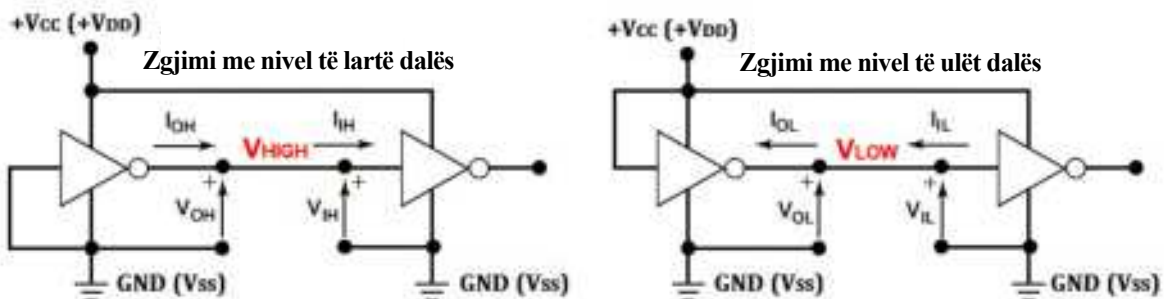 +VCC (+VDD)
Zgjimi me nivel të lartë dalës
IOH
VHIGH
IIH
+
+
VOH
VIH
GND (VSS)
GND (VSS)
+VCC (+VDD)
Zgjimi me nivel të ulët dalës
IOL
VLOW
IIL
+
+
VOL
VIL
GND (VSS)
GND (VSS)